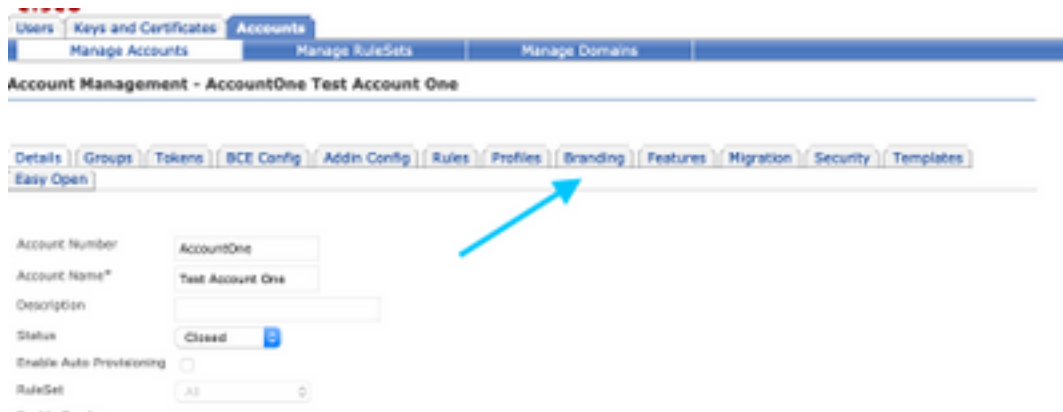 Users Keys and Certificates Accounts
Manage Accounts Manage RuleSets Manage Domains
Account Management - AccountOne Test Account One
Details Groups Tokens BCE Config Addin Config Rules Profiles Branding Features Migration Security Templates
Easy Open
Account Number AccountOne
Account Name* Test Account One
Description
Status Closed
Enable Auto Provisioning
RuleSet All